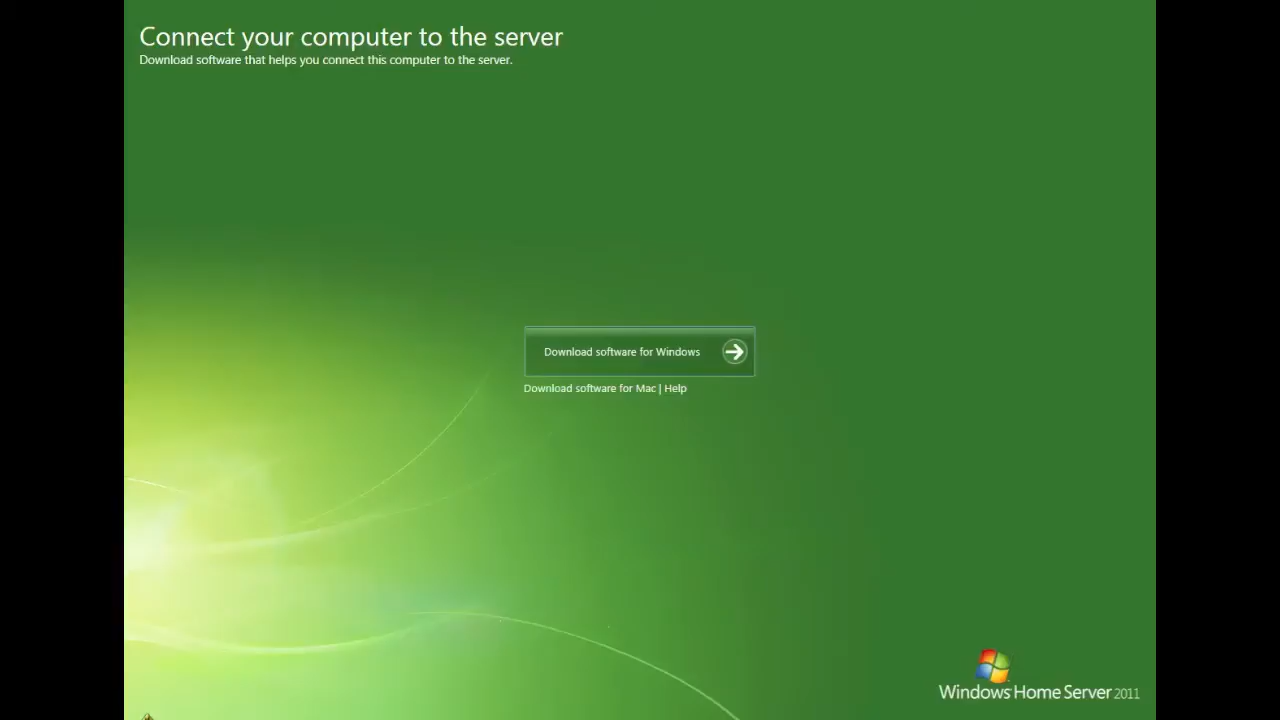 Connect your computer to the server
Download software that helps you connect this computer to the server.
Download software for Windows
Download software for Mac | Help
Windows Home Server 2011